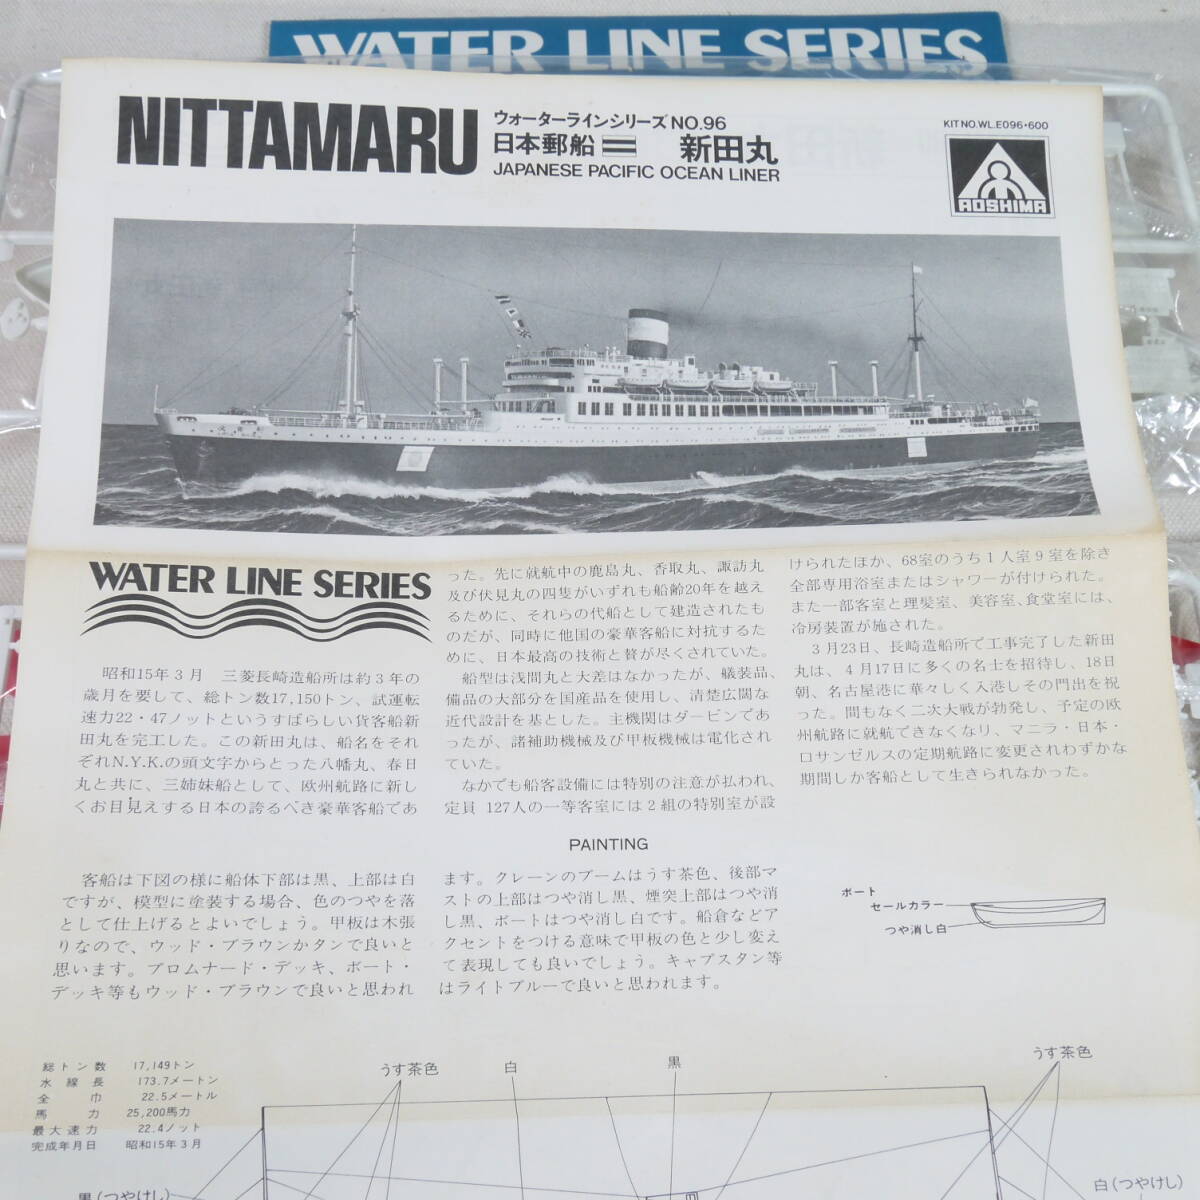 WATER LINE SERIES
NITTAMARU
ウォーターラインシリーズNO.96
日本郵船 新田丸
JAPANESE PACIFIC OCEAN LINER
KIT NO.WL.E096・600
AOSHIMA
WATER LINE SERIES
昭和15年3月 三菱長崎造船所は約3年の
歳月を要して、総トン数17,150トン、試運転
速力22・47ノットというすばらしい貨客船新
田丸を完工した。この新田丸は、船名をそれ
ぞれN.Y.K.の頭文字からとった八幡丸、春日
丸と共に、三姉妹船として、欧州航路に新し
くお目見えする日本の誇るべき豪華客船であ
った。先に就航中の鹿島丸、香取丸、諏訪丸
及び伏見丸の四隻がいずれも船齢20年を越え
るために、それらの代船として建造されたも
のだが、同時に他国の豪華客船に対抗するた
めに、日本最高の技術と贅が尽くされていた。
船型は浅間丸と大差はなかったが、艤装品、
備品の大部分を国産品を使用し、清楚広闊な
近代設計を基とした。主機関はタービンであ
ったが、諸補助機械及び甲板機械は電化され
ていた。
なかでも船客設備には特別の注意が払われ、
定員 127人の一等客室には2組の特別室が設
けられたほか、68室のうち1人室9室を除き
全部専用浴室またはシャワーが付けられた。
また一部客室と理髪室、美容室、食堂室には、
冷房装置が施された。
3月23日、長崎造船所で工事完了した新田
丸は、4月17日に多くの名士を招待し、18日
朝、名古屋港に華々しく入港しその門出を祝
った。間もなく二次大戦が勃発し、予定の欧
州航路に就航できなくなリ、マニラ・日本・
ロサンゼルスの定期航路に変更されわずかな
期間しか客船として生きられなかった。
PAINTING
客船は下図の様に船体下部は黒、上部は白
ですが、模型に塗装する場合、色のつやを落
として仕上げるとよいでしょう。甲板は木張
りなので、ウッド・ブラウンかタンで良いと
思います。プロムナード・デッキ、ボート・
デッキ等もウッド・ブラウンで良いと思われ
ます。クレーンのブームはうす茶色、後部マ
ストの上部はつや消し黒、煙突上部はつや消
し黒、ボートはつや消し白です。船倉などア
クセントをつける意味で甲板の色と少し変え
て表現しても良いでしょう。キャプスタン等
はライトブルーで良いと思われます。
ボート
セールカラー
つや消し白
総トン数 17,149トン
水線長 173.7メートン
全巾 22.5メートル
馬力 25,200馬力
最大速力 22.4ノット
完成年月日 昭和15年3月
うす茶色
白
黒
うす茶色
黒(つやけし)
白(つやけし)